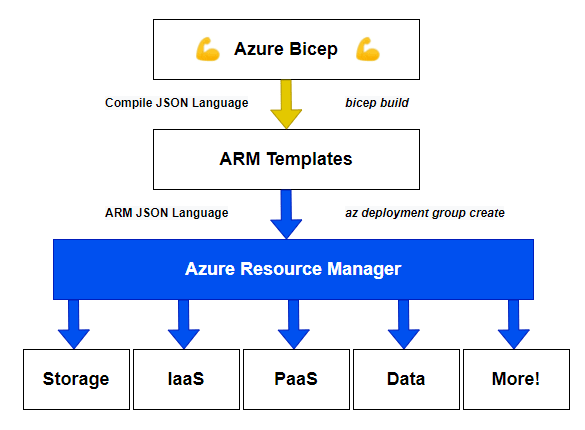 Azure Bicep
Compile JSON Language bicep build
ARM Templates
ARM JSON Language az deployment group create
Azure Resource Manager
Storage IaaS PaaS Data More!